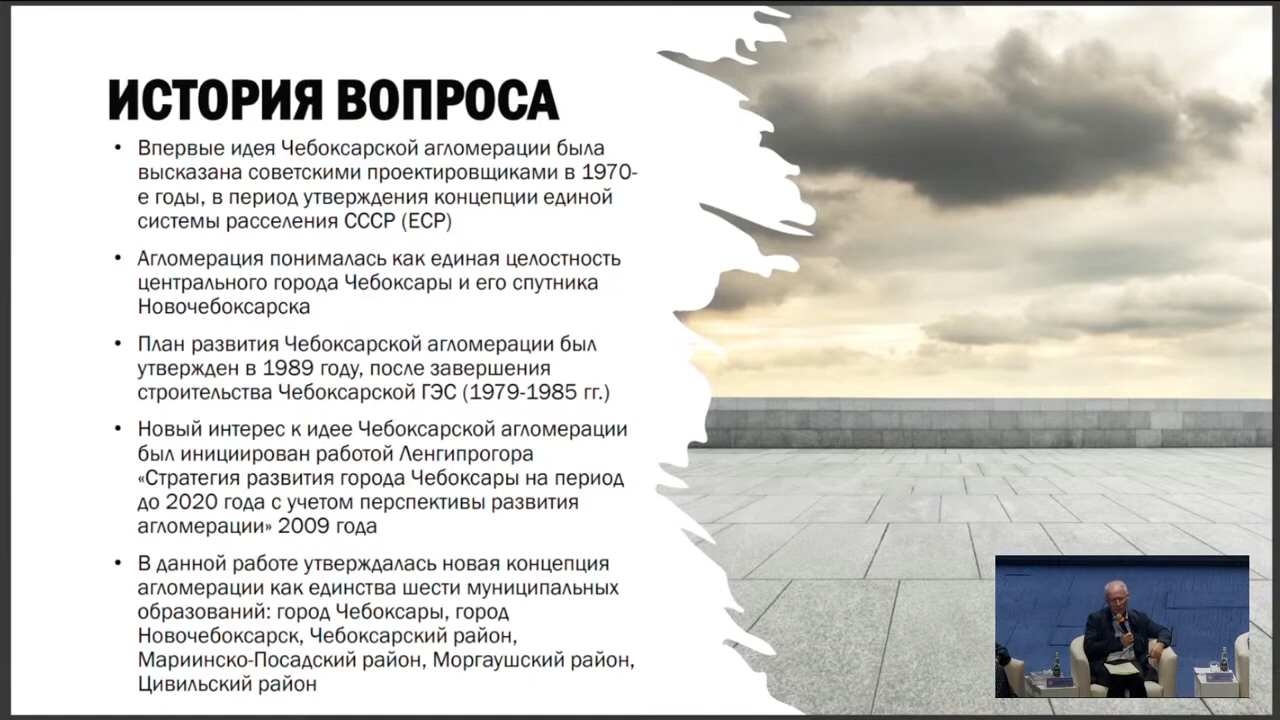 ИСТОРИЯ ВОПРОСА
• Впервые идея Чебоксарской агломерации была
высказана советскими проектировщиками в 1970-
е годы, в период утверждения концепции единой
системы расселения СССР (ЕСР)
• Агломерация понималась как единая целостность
центрального города Чебоксары и его спутника
Новочебоксарска
• План развития Чебоксарской агломерации был
утвержден в 1989 году, после завершения
строительства Чебоксарской ГЭС (1979-1985 гг.)
• Новый интерес к идее Чебоксарской агломерации
был инициирован работой Ленгипрогора
«Стратегия развития города Чебоксары на период
до 2020 года с учетом перспективы развития
агломерации» 2009 года
• В данной работе утверждалась новая концепция
агломерации как единства шести муниципальных
образований: город Чебоксары, город
Новочебоксарск, Чебоксарский район,
Мариинско-Посадский район, Моргаушский район,
Цивильский район